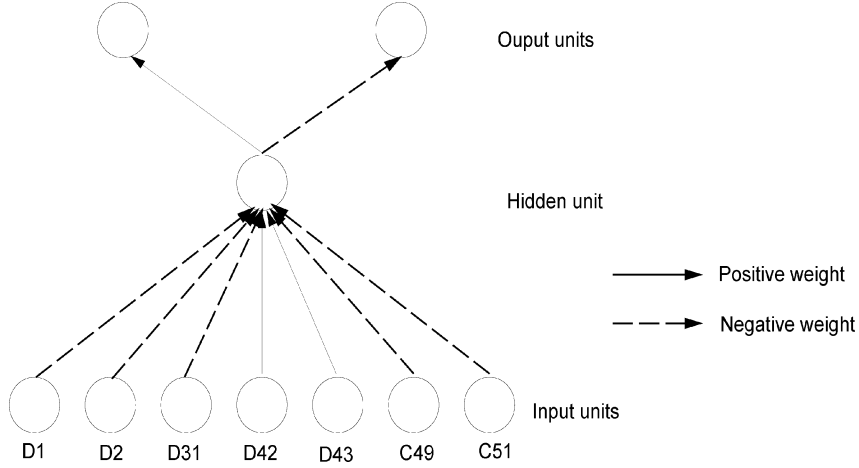 Ouput units
Hidden unit
Positive weight
Negative weight
Input units
D1 D2 D31 D42 D43 C49 C51